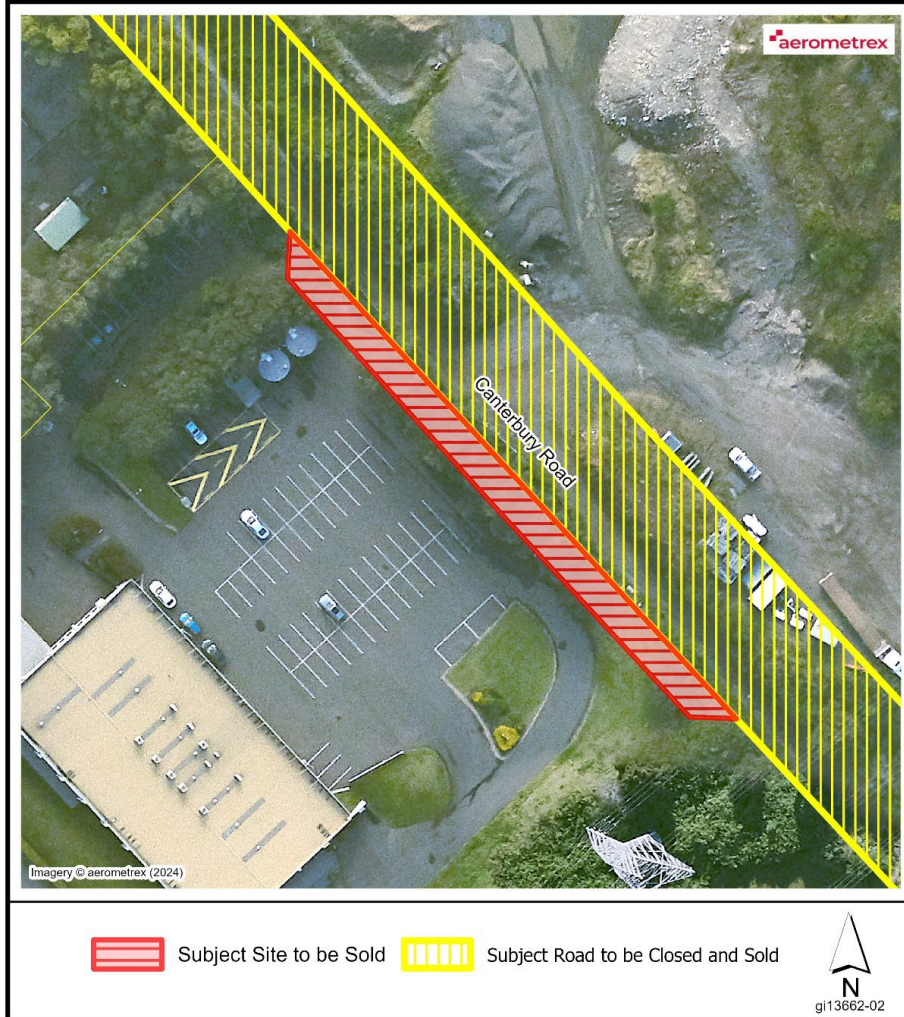 aerometrex
Canterbury Road
Imagery © aerometrex (2024)
Subject Site to be Sold
Subject Road to be Closed and Sold
N
gi13662-02